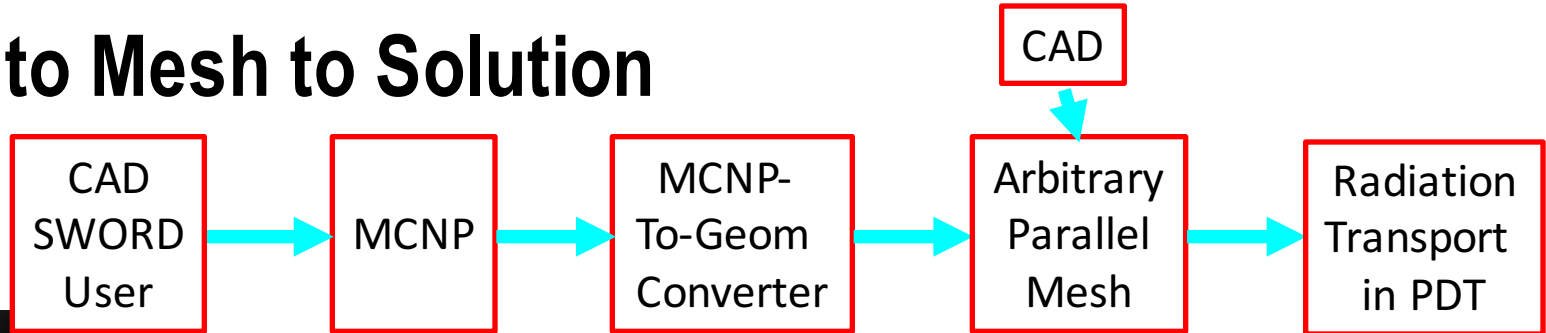 to Mesh to Solution
CAD
CAD
SWORD
User
MCNP
MCNP-
To-Geom
Converter
Arbitrary
Parallel
Mesh
Radiation
Transport
in PDT